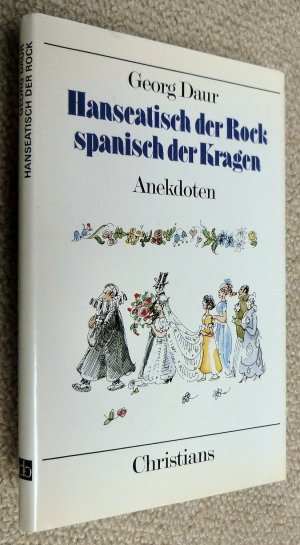 Georg Daur
Hanseatisch der Rock
spanisch der Kragen
Anekdoten
Christians
GEORG DAUR
HANSEATISCH DER ROCK